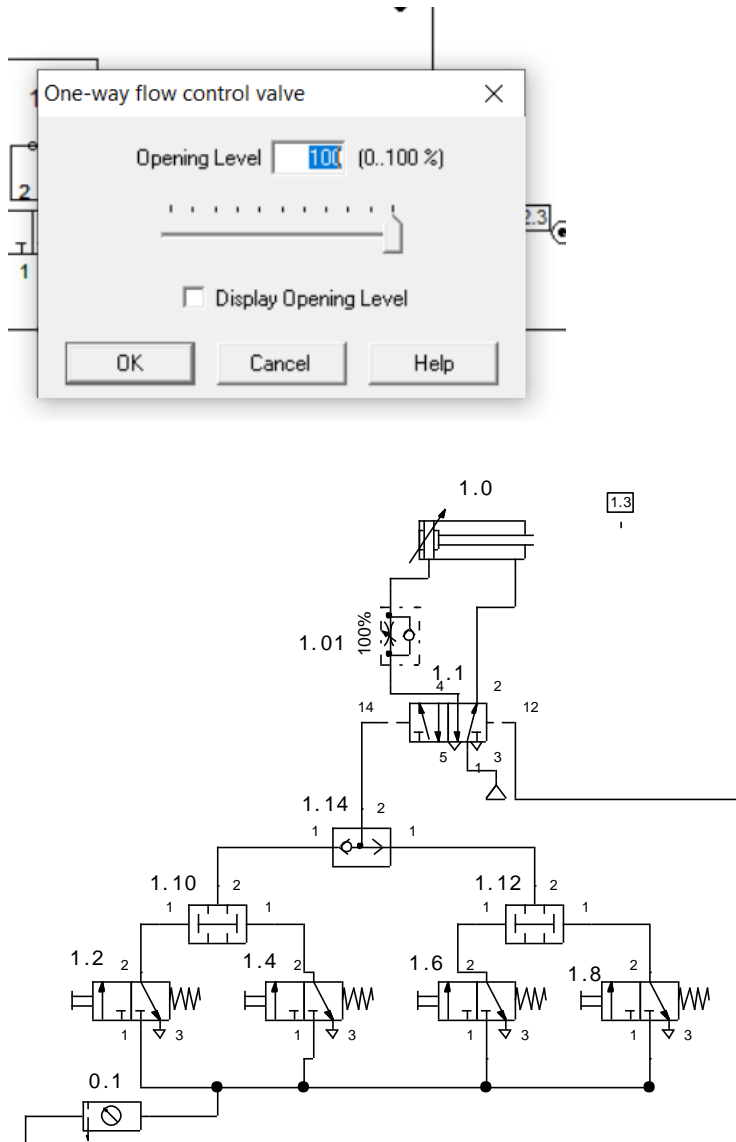 1
One-way flow control valve
Opening Level 100 (0..100 %)
2
2.3
1
Display Opening Level
OK Cancel Help
1.0
1.3
100%
1.01
1.1
4 2
14 12
5 3
1
1.14 2
1 1
1.10 2 1.12 2
1 1 1 1
1.2 2 1.4 2 1.6 2 1.8 2
1 3 1 3 1 3 1 3
0.1